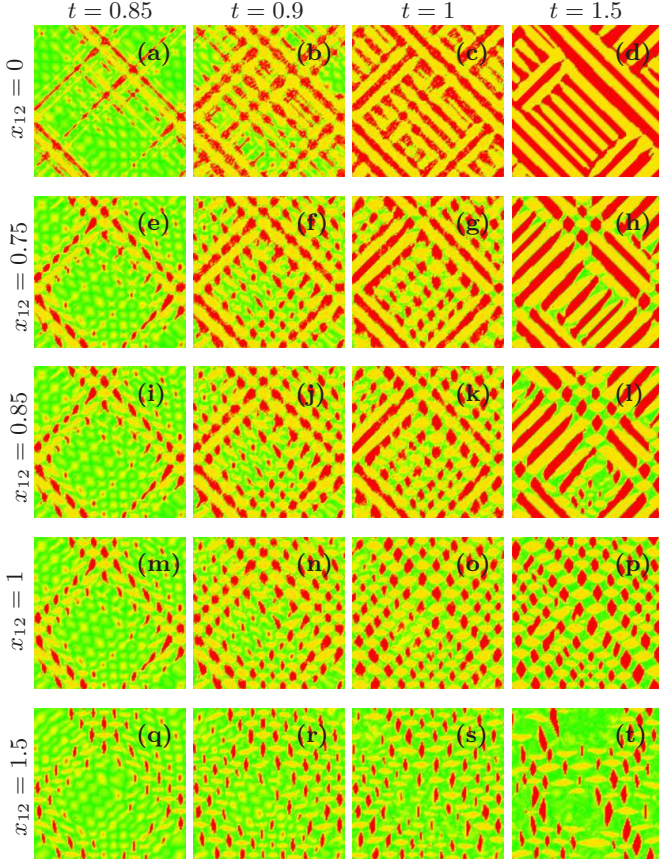 t = 0.85 t = 0.9 t = 1 t = 1.5
x12 = 0
(a) (b) (c) (d)
x12 = 0.75
(e) (f) (g) (h)
x12 = 0.85
(i) (j) (k) (l)
x12 = 1
(m) (n) (o) (p)
x12 = 1.5
(q) (r) (s) (t)